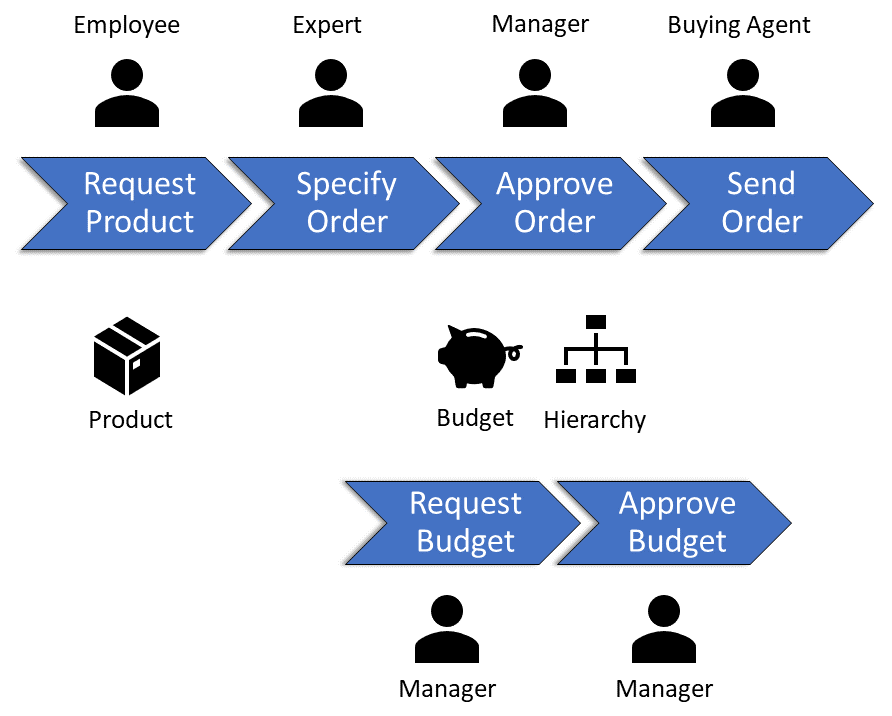 Employee
Expert
Manager
Buying Agent
Request
Product
Specify
Order
Approve
Order
Send
Order
Product
Budget
Hierarchy
Request
Budget
Approve
Budget
Manager
Manager